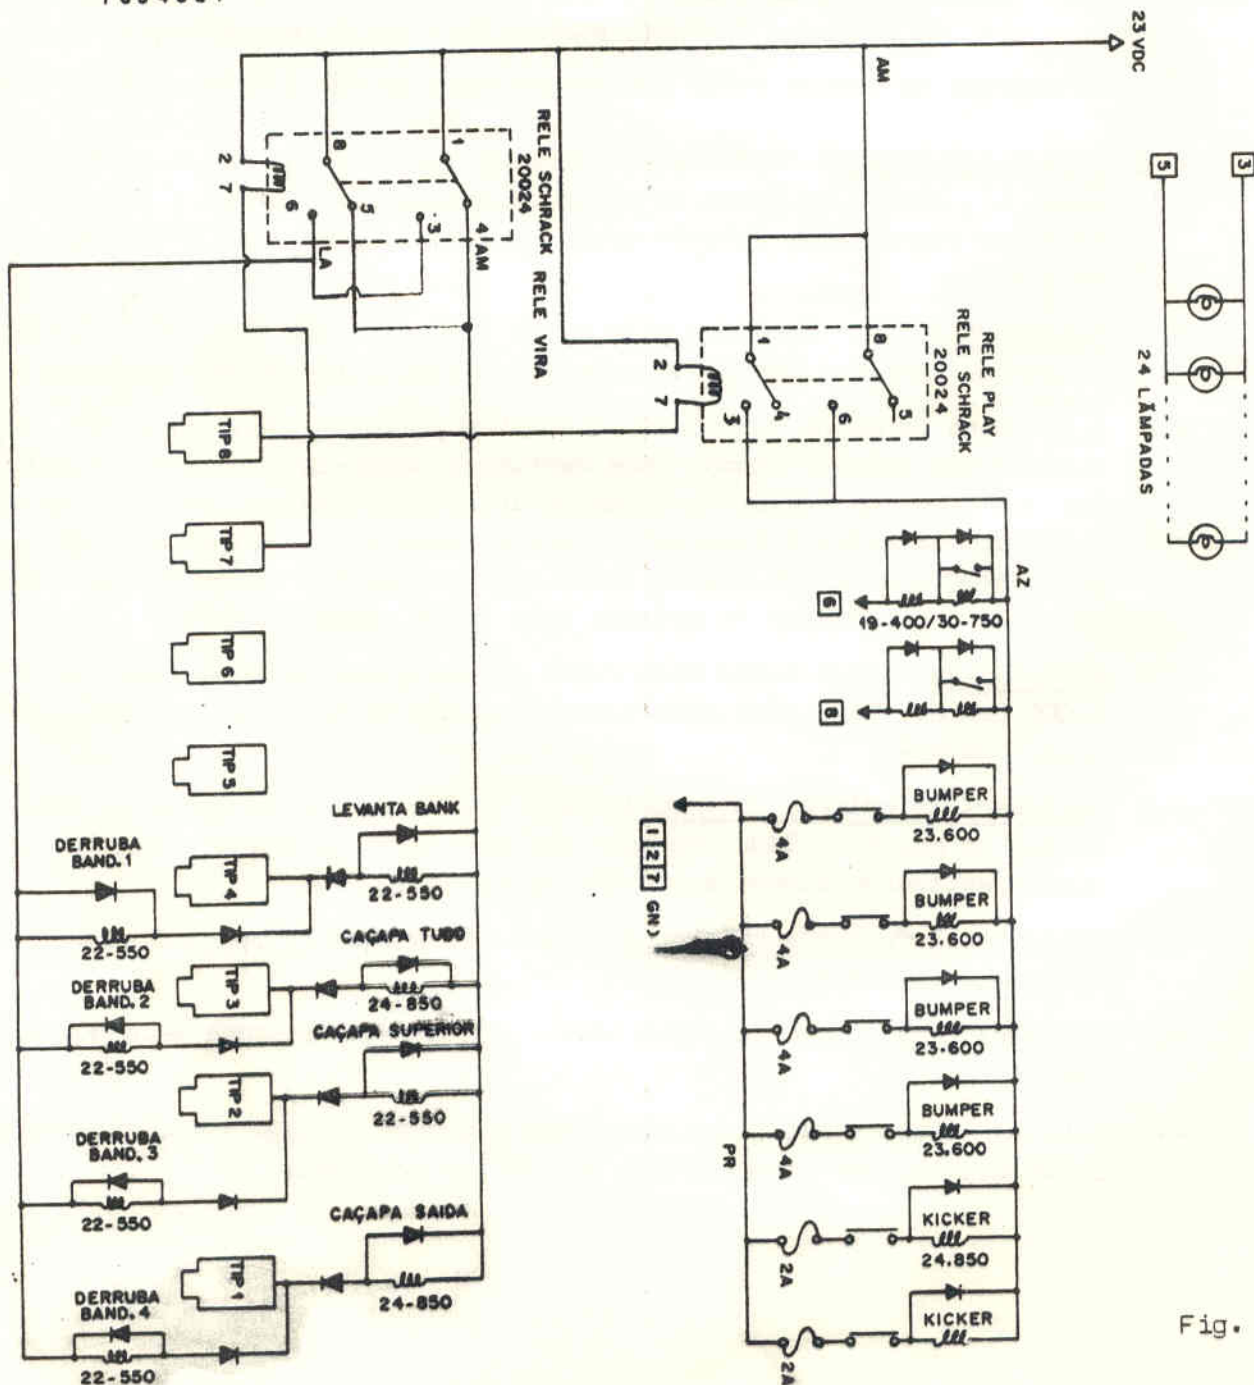 23 VDC
AM
3
5
24 LÂMPADAS
RELE SCHRACK
20024
RELE VIRA
8
1
2
7
6
5
3
4
AM
LA
RELE PLAY
RELE SCHRACK
20024
1
8
2
7
3
4
6
5
AZ
6
19-400/30-750
8
TIP 8
TIP 7
TIP 6
TIP 5
TIP 4
TIP 3
TIP 2
TIP 1
LEVANTA BANK
22-550
DERRUBA
BAND. 1
22-550
CAÇAPA TUBO
24-850
DERRUBA
BAND. 2
22-550
CAÇAPA SUPERIOR
22-550
DERRUBA
BAND. 3
22-550
CAÇAPA SAIDA
24-850
DERRUBA
BAND. 4
22-550
1 2 7 GND
PR
BUMPER
23.600
4A
BUMPER
23.600
4A
BUMPER
23.600
4A
BUMPER
23.600
4A
KICKER
24.850
2A
KICKER
2A
Fig.